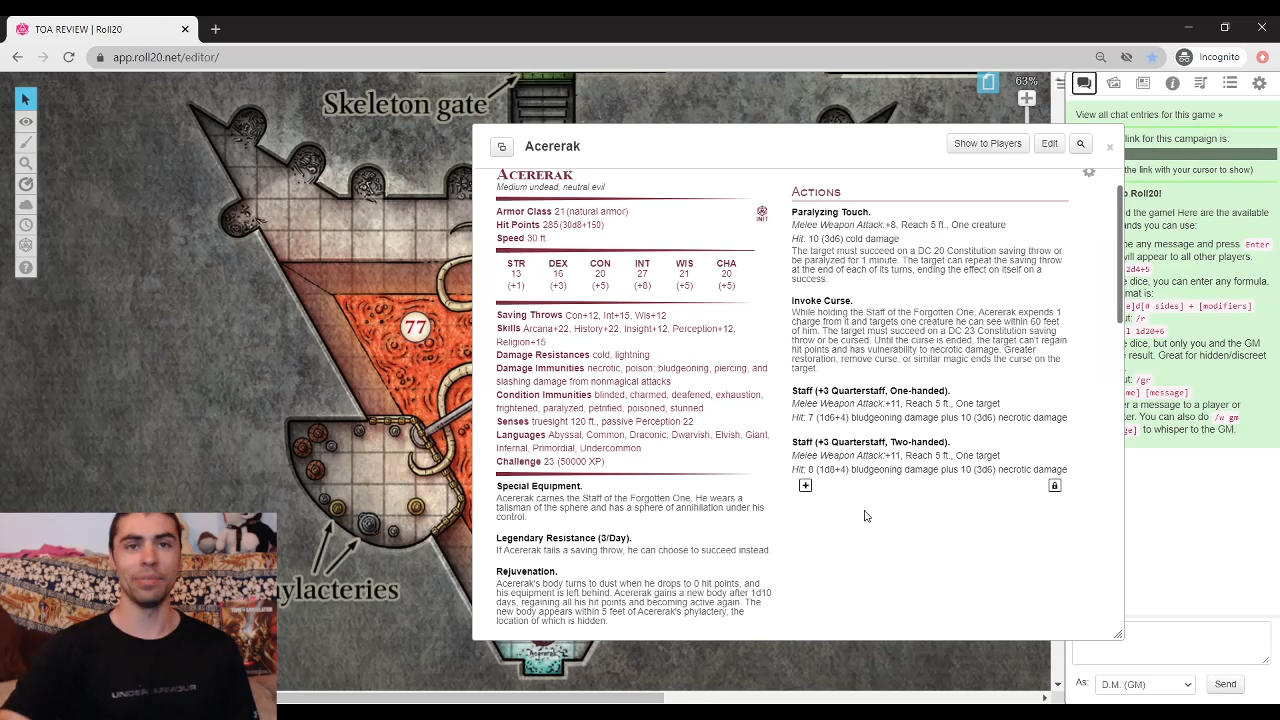 TOA REVIEW | Roll20
app.roll20.net/editor/
Incognito
Skeleton gate
63%
77
phylacteries
Acererak
Show to Players
Edit
ACERERAK
Medium undead, neutral evil
Armor Class 21 (natural armor)
Hit Points 285 (30d8+150)
Speed 30 ft.
INIT
STR DEX CON INT WIS CHA
13 16 20 27 21 20
(+1) (+3) (+5) (+8) (+5) (+5)
Saving Throws Con+12, Int+15, Wis+12
Skills Arcana+22, History+22, Insight+12, Perception+12,
Religion+15
Damage Resistances cold, lightning
Damage Immunities necrotic, poison; bludgeoning, piercing, and
slashing damage from nonmagical attacks
Condition Immunities blinded, charmed, deafened, exhaustion,
frightened, paralyzed, petrified, poisoned, stunned
Senses truesight 120 ft., passive Perception 22
Languages Abyssal, Common, Draconic, Dwarvish, Elvish, Giant,
Infernal, Primordial, Undercommon
Challenge 23 (50000 XP)
Special Equipment.
Acererak carries the Staff of the Forgotten One. He wears a
talisman of the sphere and has a sphere of annihilation under his
control.
Legendary Resistance (3/Day).
If Acererak fails a saving throw, he can choose to succeed instead.
Rejuvenation.
Acererak's body turns to dust when he drops to 0 hit points, and
his equipment is left behind. Acererak gains a new body after 1d10
days, regaining all his hit points and becoming active again. The
new body appears within 5 feet of Acererak's phylactery, the
location of which is hidden.
ACTIONS
Paralyzing Touch.
Melee Weapon Attack: +8, Reach 5 ft., One creature
Hit: 10 (3d6) cold damage
The target must succeed on a DC 20 Constitution saving throw or
be paralyzed for 1 minute. The target can repeat the saving throw
at the end of each of its turns, ending the effect on itself on a
success.
Invoke Curse.
While holding the Staff of the Forgotten One, Acererak expends 1
charge from it and targets one creature he can see within 60 feet
of him. The target must succeed on a DC 23 Constitution saving
throw or be cursed. Until the curse is ended, the target can't regain
hit points and has vulnerability to necrotic damage. Greater
restoration, remove curse, or similar magic ends the curse on the
target.
Staff (+3 Quarterstaff, One-handed).
Melee Weapon Attack: +11, Reach 5 ft., One target
Hit: 7 (1d6+4) bludgeoning damage plus 10 (3d6) necrotic damage
Staff (+3 Quarterstaff, Two-handed).
Melee Weapon Attack: +11, Reach 5 ft., One target
Hit: 8 (1d8+4) bludgeoning damage plus 10 (3d6) necrotic damage
View all chat entries for this game »
link for this campaign is:
link with your cursor to show)
o Roll20!
d the game! Here are the available
nds you can use:
be any message and press Enter
will appear to all other players.
2d4+5
e dice, or you can enter any formula.
mat is:
e]d[# sides] + [modifiers]
: /r
1d20+6
dice, but only you and the GM
e result. Great for hidden/discreet
: /gr
] [message]
er a message to a player or
er. You can also do /w gm
ge] to whisper to the GM.
As:
D.M. (GM)
Send
UNDER ARMOUR